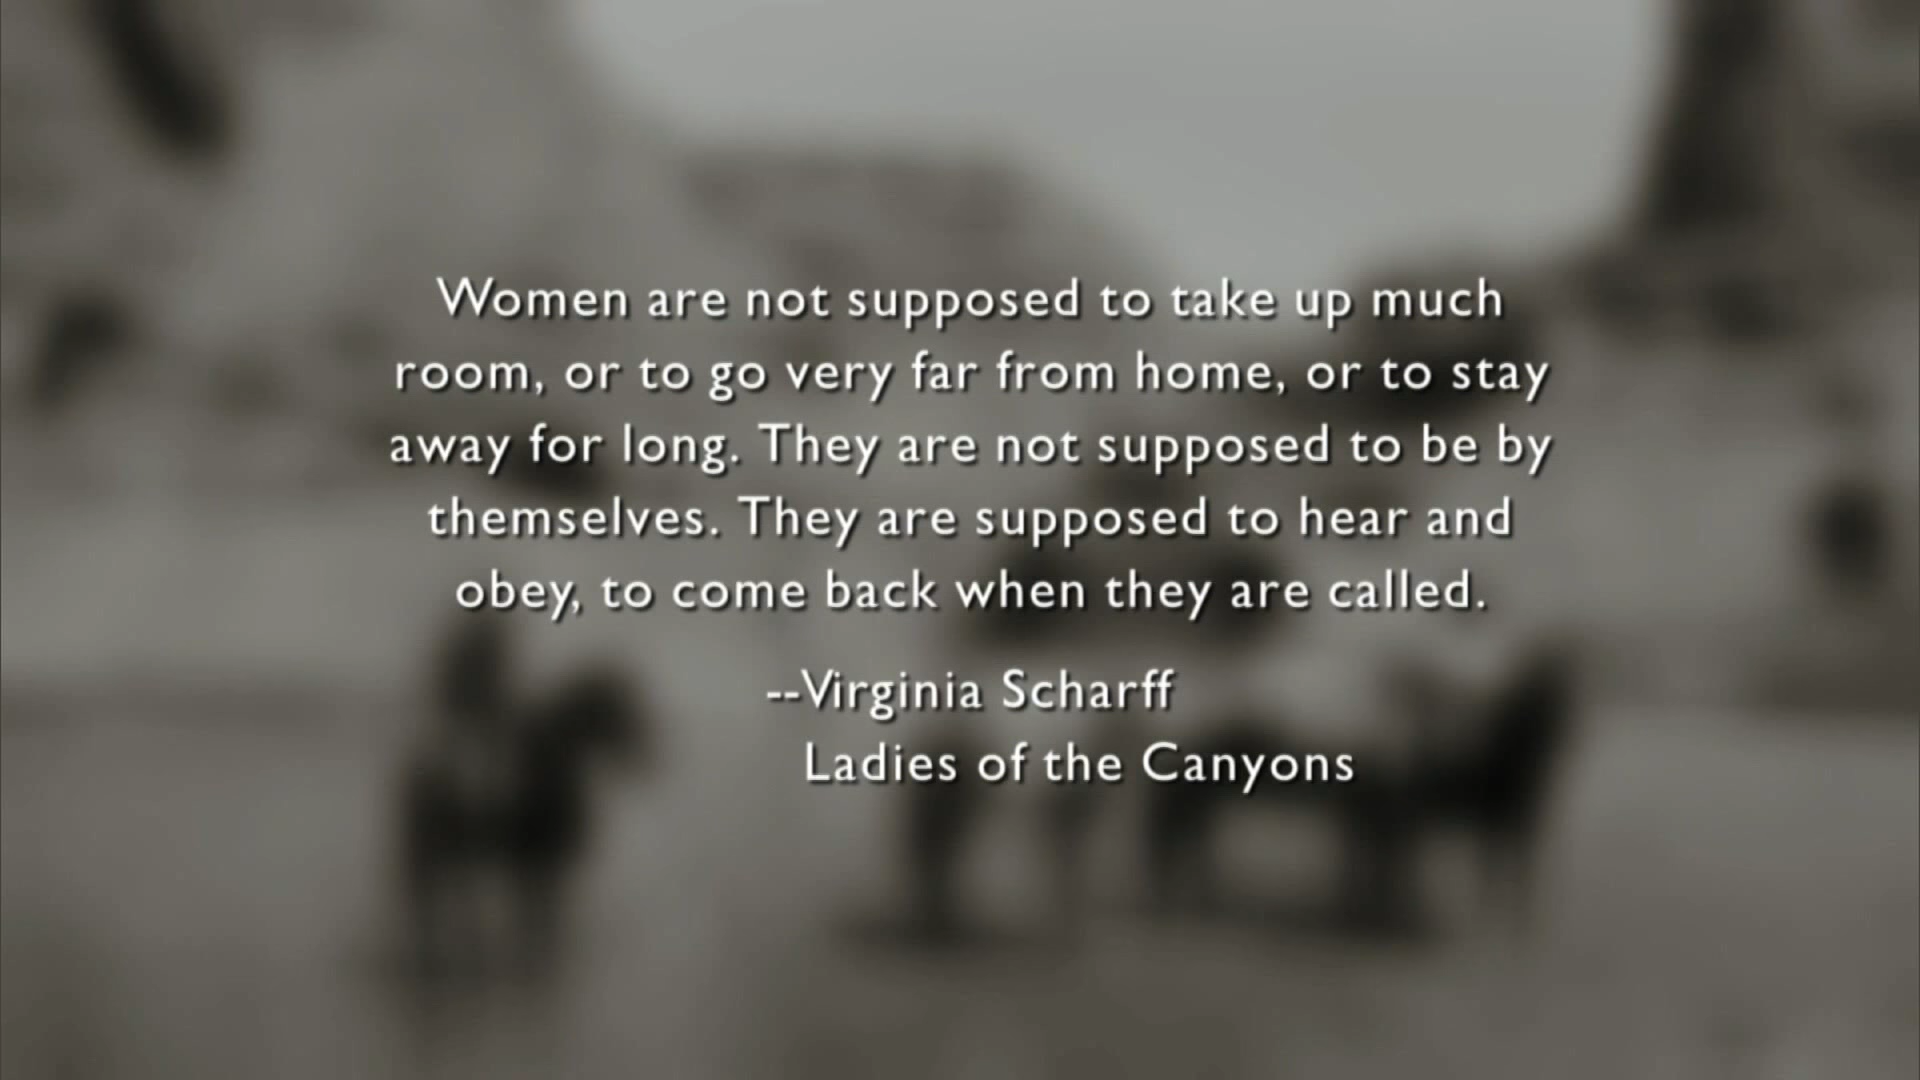 Women are not supposed to take up much
room, or to go very far from home, or to stay
away for long. They are not supposed to be by
themselves. They are supposed to hear and
obey, to come back when they are called.
--Virginia Scharff
Ladies of the Canyons